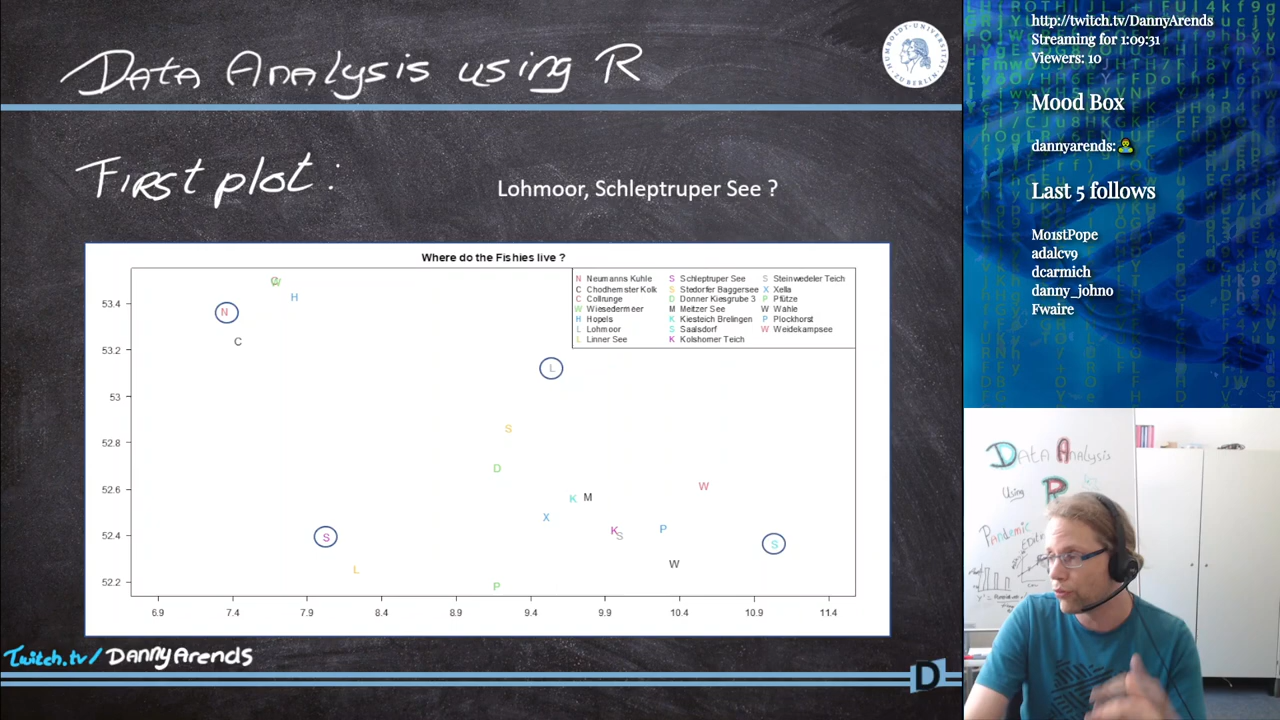 Data Analysis using R
HUMBOLDT-UNIVERSITÄT ZU BERLIN
First plot :
Lohmoor, Schleptruper See ?
Where do the Fishies live ?
N Neumanns Kuhle
C Chodhemster Kolk
C Collrunge
W Wiesedermeer
H Hopels
L Lohmoor
L Linner See
S Schleptruper See
S Stedorfer Baggersee
D Donner Kiesgrube 3
M Meitzer See
K Kiesteich Brelingen
S Saalsdorf
K Kolshorner Teich
S Steinwedeler Teich
X Xella
P Pfütze
W Wahle
P Plockhorst
W Weidekampsee
C W
H
53.4
N
C
53.2
L
53
S
52.8
D
52.6
K M
W
X
K S
P
52.4
S
S
L
W
52.2
P
6.9 7.4 7.9 8.4 8.9 9.4 9.9 10.4 10.9 11.4
Twitch.tv/DannyArends
D
http://twitch.tv/DannyArends
Streaming for 1:09:31
Viewers: 10
Mood Box
dannyarends:
Last 5 follows
Mo1stPope
adalcv9
dcarmich
danny_johno
Fwaire
Data Analysis
Using R
Pandemic